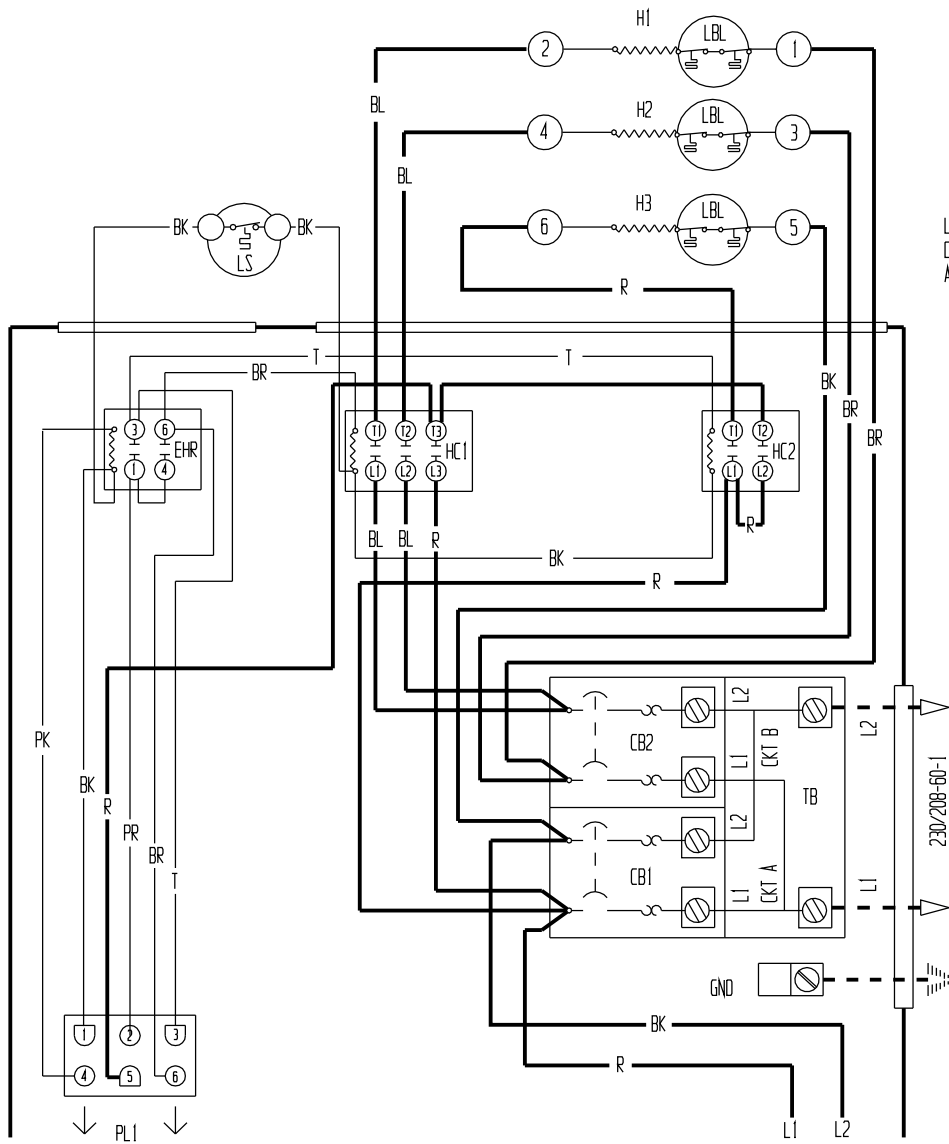 H1
2 LBL 1
BL
H2
4 LBL 3
BL
H3
6 LBL 5
BK BK
LS
R
T T
BR
BK
BR
BR
3 6 EHR 1 4
T1 T2 T3 HC1 L1 L2 L3
T1 T2 HC2 L1 L2
R
BL BL R
BK
R
PK
BK
R
PR
BR
T
L2
CB2
L1
CKT B
L2
TB
L2
CB1
L1
CKT A
L1
230/208-60-1
GND
BK
R
1 2 3
4 5 6
PL1
L1 L2